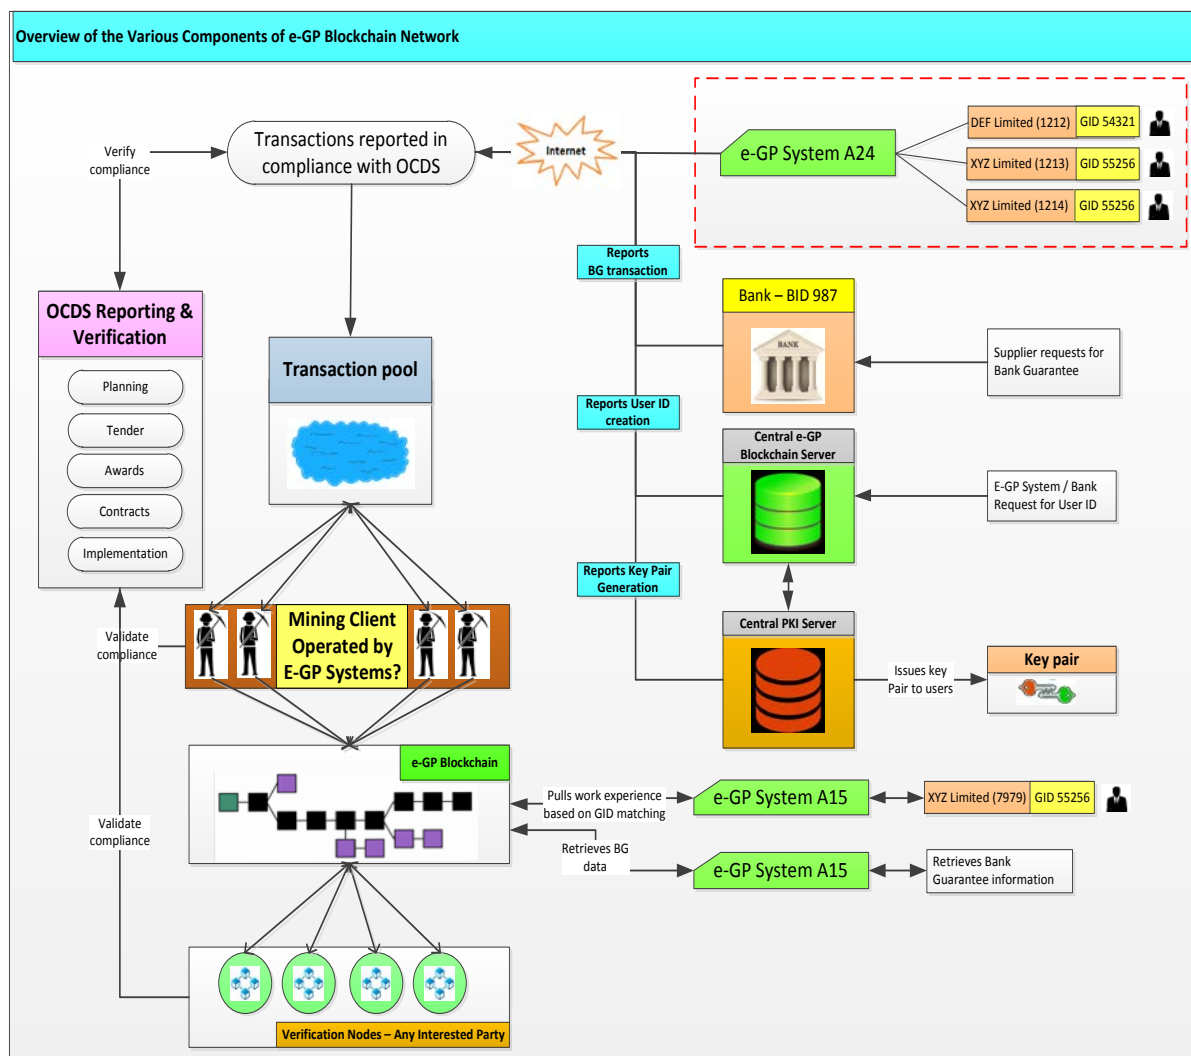 Overview of the Various Components of e-GP Blockchain Network
Verify
compliance
Transactions reported in
compliance with OCDS
Internet
e-GP System A24
DEF Limited (1212)
GID 54321
XYZ Limited (1213)
GID 55256
XYZ Limited (1214)
GID 55256
Reports
BG transaction
OCDS Reporting &
Verification
Planning
Tender
Awards
Contracts
Implementation
Transaction pool
Bank – BID 987
BANK
Supplier requests for
Bank Guarantee
Reports User ID
creation
Central e-GP
Blockchain Server
E-GP System / Bank
Request for User ID
Reports Key Pair
Generation
Central PKI Server
Issues key
Pair to users
Key pair
Validate
compliance
Mining Client
Operated by
E-GP Systems?
e-GP Blockchain
Pulls work experience
based on GID matching
e-GP System A15
XYZ Limited (7979)
GID 55256
Validate
compliance
Retrieves BG
data
e-GP System A15
Retrieves Bank
Guarantee information
Verification Nodes – Any Interested Party